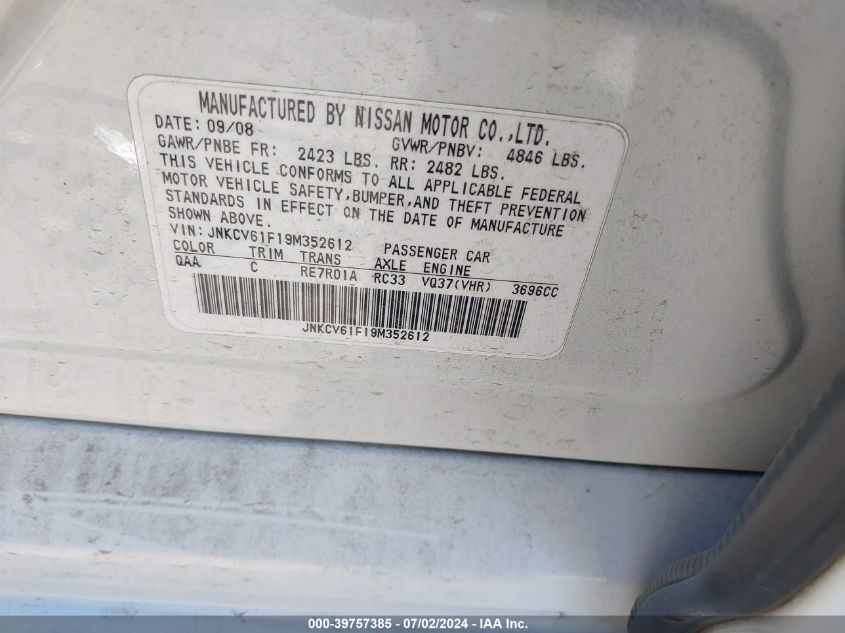 MANUFACTURED BY NISSAN MOTOR CO.,LTD.
DATE: 09/08 GVWR/PNBV: 4846 LBS.
GAWR/PNBE FR: 2423 LBS. RR: 2482 LBS.
THIS VEHICLE CONFORMS TO ALL APPLICABLE FEDERAL
MOTOR VEHICLE SAFETY,BUMPER,AND THEFT PREVENTION
STANDARDS IN EFFECT ON THE DATE OF MANUFACTURE
SHOWN ABOVE.
VIN: JNKCV61F19M352612 PASSENGER CAR
COLOR TRIM TRANS AXLE ENGINE
QAA C RE7R01A RC33 VQ37(VHR) 3696CC
JNKCV61F19M352612
000-39757385 - 07/02/2024 - IAA Inc.